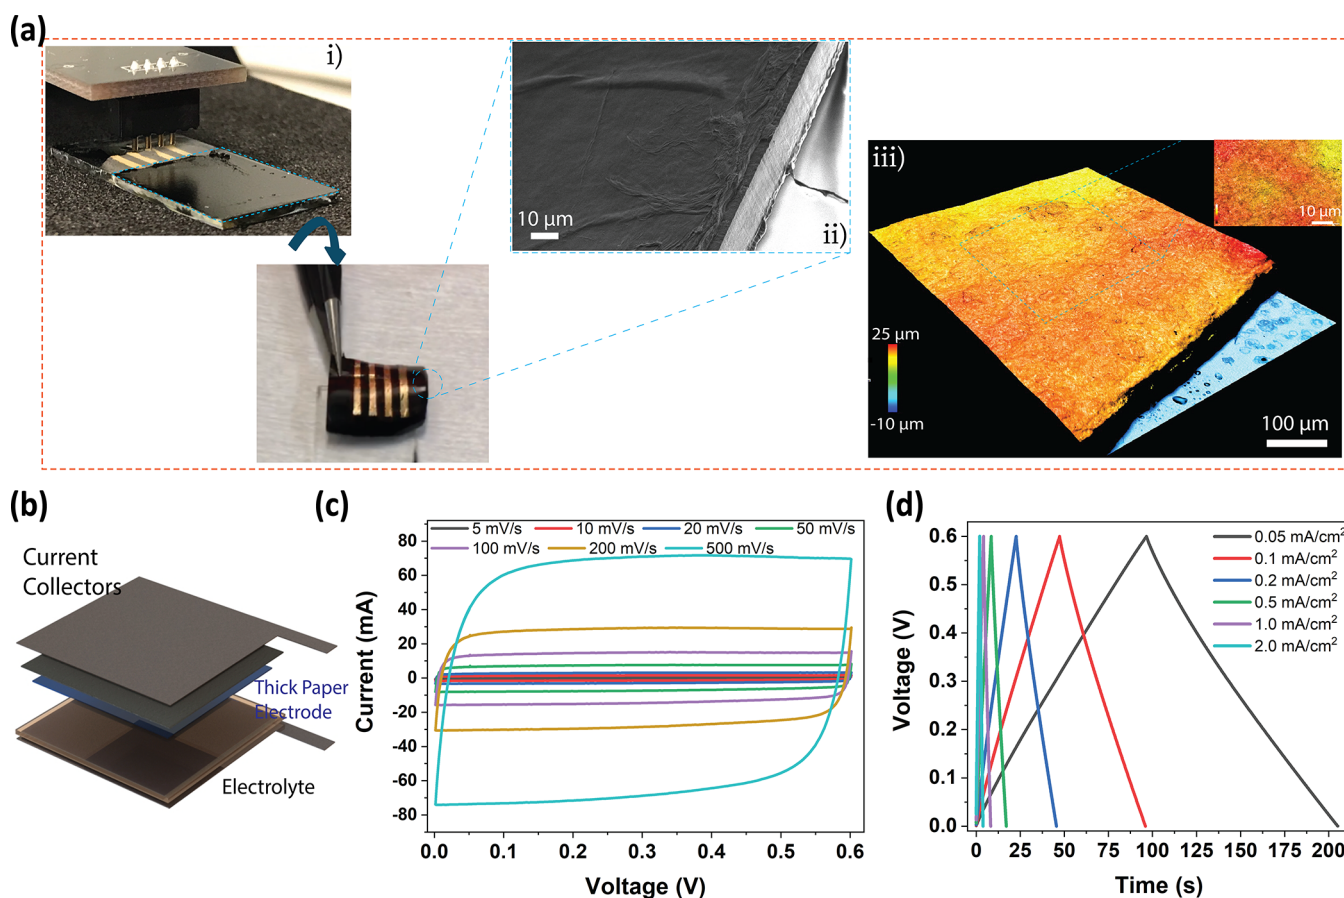 (a)
i)
10 µm
ii)
iii)
10 µm
25 µm
-10 µm
100 µm
(b)
Current
Collectors
Thick Paper
Electrode
Electrolyte
(c)
5 mV/s 10 mV/s 20 mV/s 50 mV/s
100 mV/s 200 mV/s 500 mV/s
Current (mA)
80
60
40
20
0
-20
-40
-60
-80
0.0 0.1 0.2 0.3 0.4 0.5 0.6
Voltage (V)
(d)
0.05 mA/cm²
0.1 mA/cm²
0.2 mA/cm²
0.5 mA/cm²
1.0 mA/cm²
2.0 mA/cm²
Voltage (V)
0.6
0.5
0.4
0.3
0.2
0.1
0.0
0 25 50 75 100 125 150 175 200
Time (s)